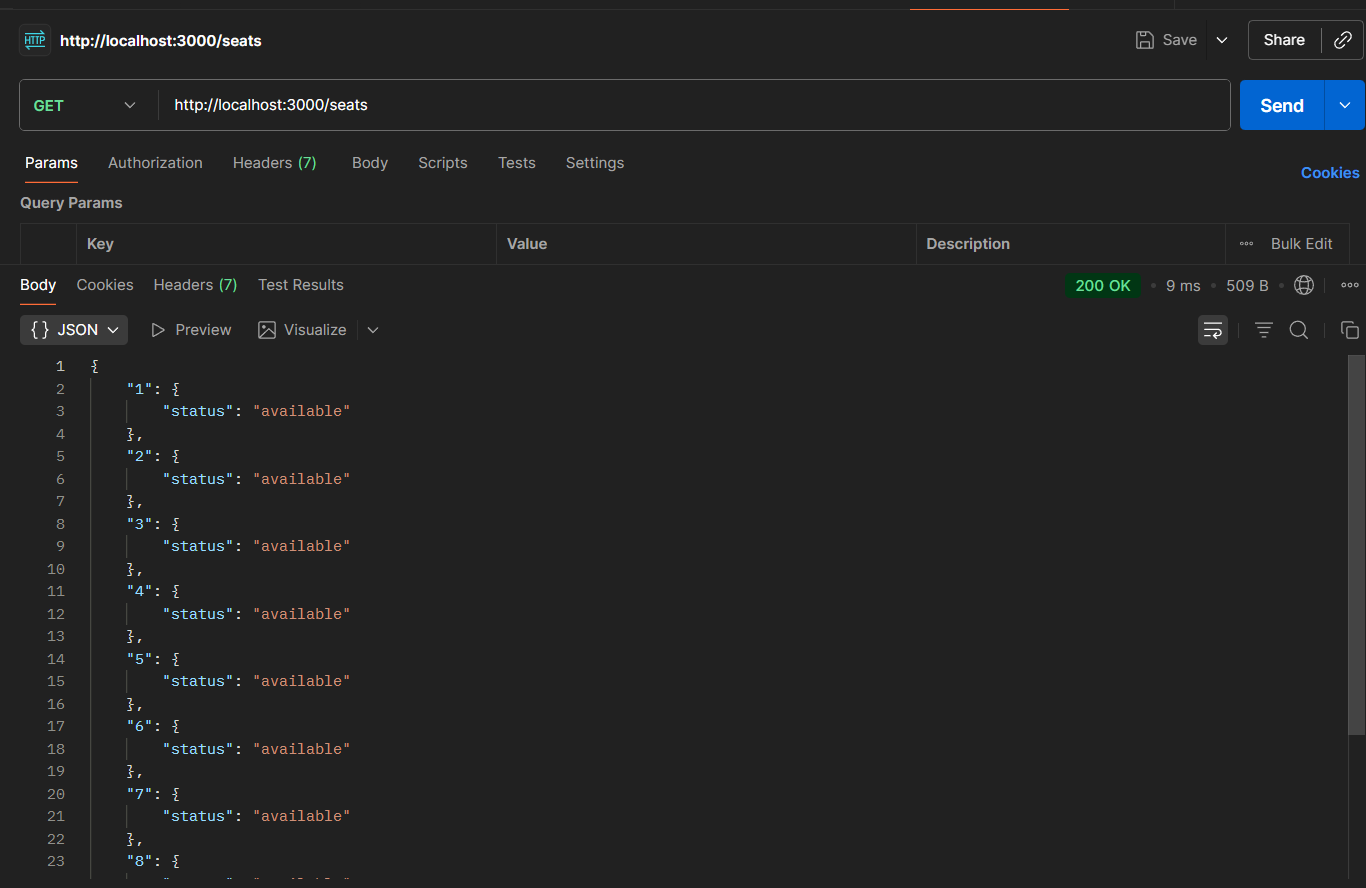 HTTP http://localhost:3000/seats Save Share
GET http://localhost:3000/seats Send
Params Authorization Headers (7) Body Scripts Tests Settings Cookies
Query Params
Key Value Description Bulk Edit
Body Cookies Headers (7) Test Results 200 OK 9 ms 509 B
{} JSON Preview Visualize
1 {
2 "1": {
3 "status": "available"
4 },
5 "2": {
6 "status": "available"
7 },
8 "3": {
9 "status": "available"
10 },
11 "4": {
12 "status": "available"
13 },
14 "5": {
15 "status": "available"
16 },
17 "6": {
18 "status": "available"
19 },
20 "7": {
21 "status": "available"
22 },
23 "8": {